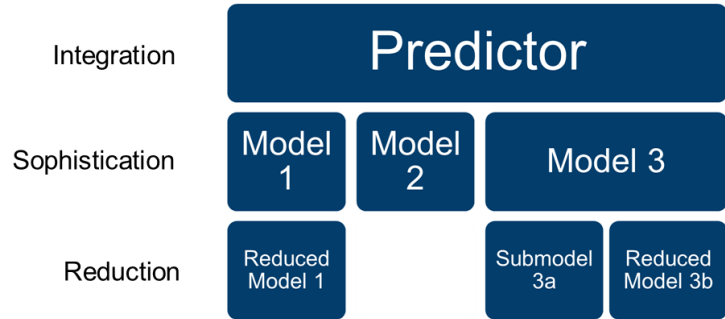 Integration
Predictor
Sophistication
Model
1
Model
2
Model 3
Reduction
Reduced
Model 1
Submodel
3a
Reduced
Model 3b